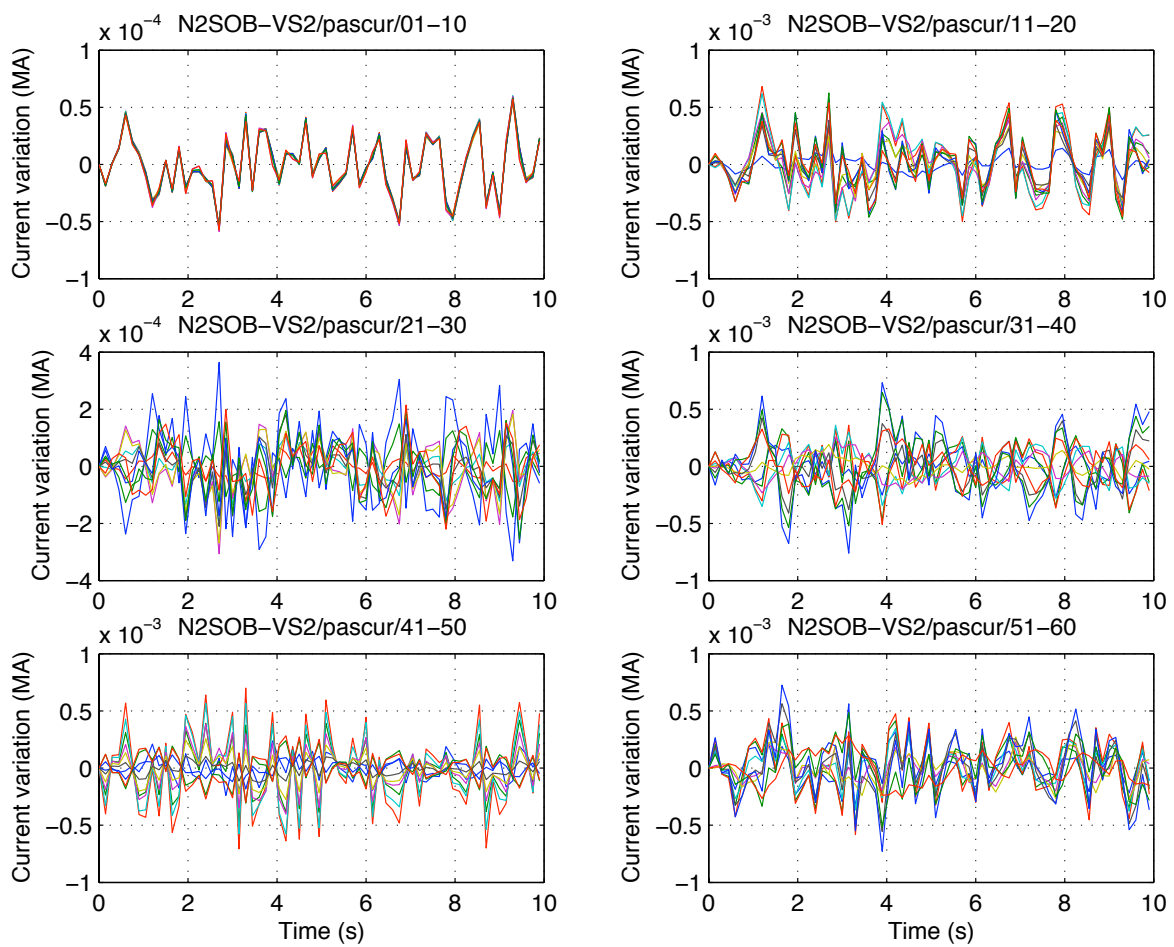 x 10−4 N2SOB−VS2/pascur/01−10
1
0.5
0
−0.5
−1
Current variation (MA)
0 2 4 6 8 10
x 10−3 N2SOB−VS2/pascur/11−20
1
0.5
0
−0.5
−1
Current variation (MA)
0 2 4 6 8 10
x 10−4 N2SOB−VS2/pascur/21−30
4
2
0
−2
−4
Current variation (MA)
0 2 4 6 8 10
x 10−3 N2SOB−VS2/pascur/31−40
1
0.5
0
−0.5
−1
Current variation (MA)
0 2 4 6 8 10
x 10−3 N2SOB−VS2/pascur/41−50
1
0.5
0
−0.5
−1
Current variation (MA)
0 2 4 6 8 10
Time (s)
x 10−3 N2SOB−VS2/pascur/51−60
1
0.5
0
−0.5
−1
Current variation (MA)
0 2 4 6 8 10
Time (s)